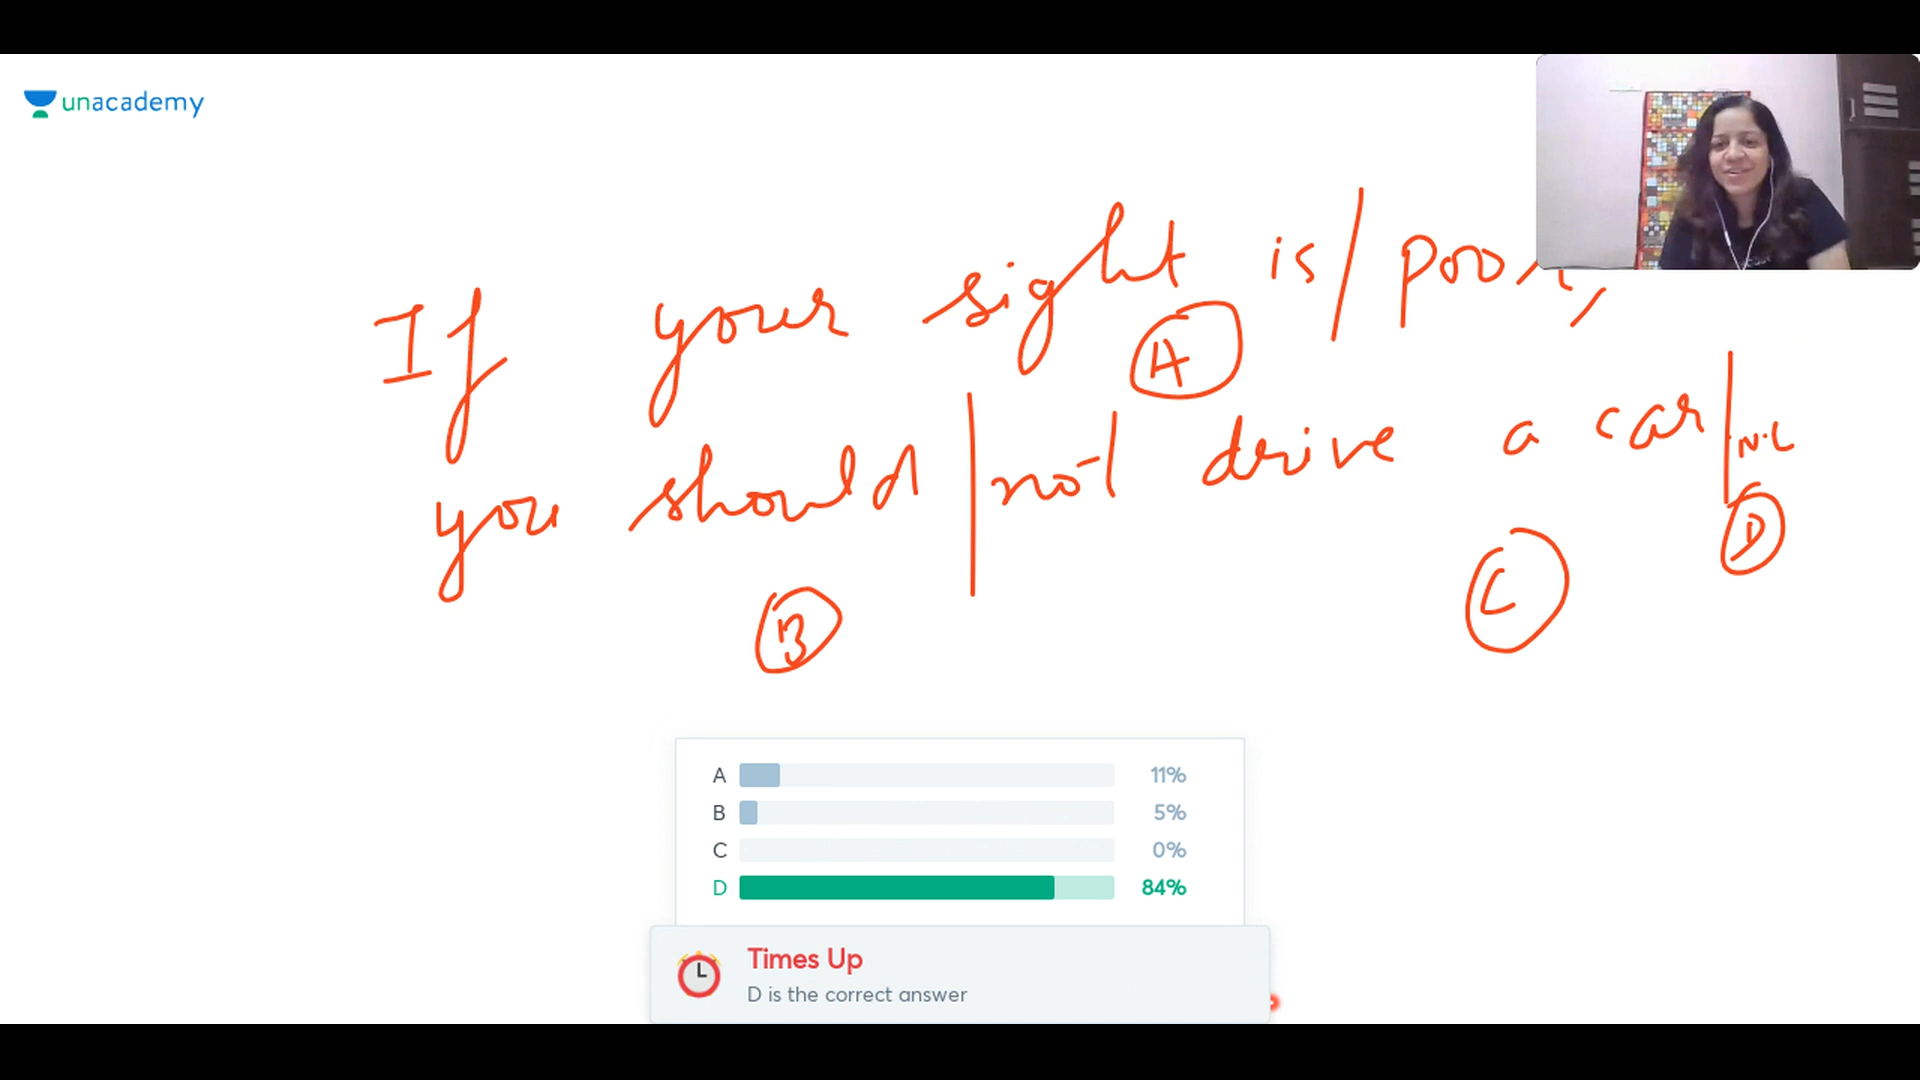 unacademy
If your sight is / poor,
A
you should / not drive a car / N.E
B
C
D
A 11%
B 5%
C 0%
D 84%
Times Up
D is the correct answer